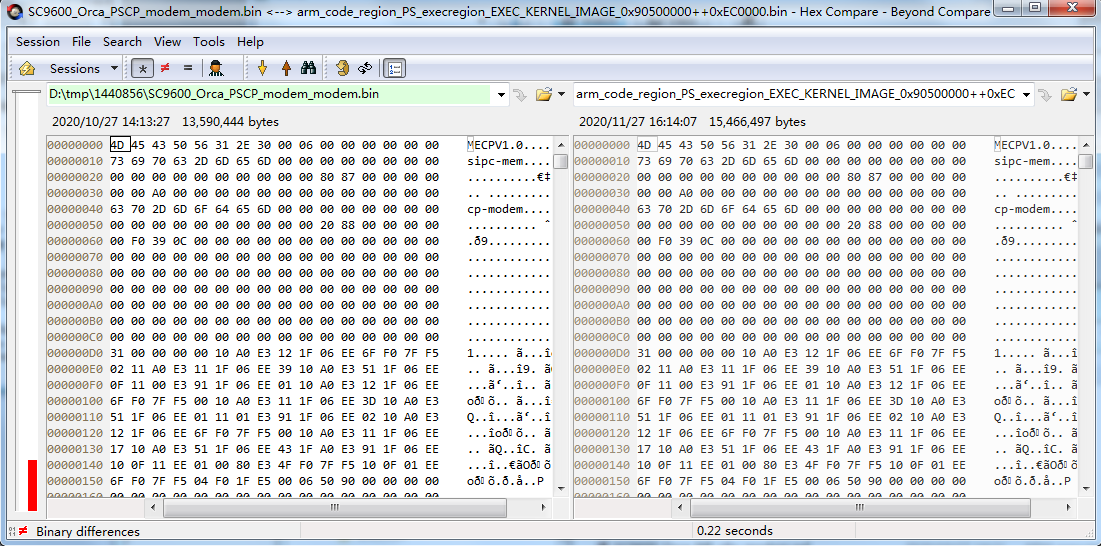 SC9600_Orca_PSCP_modem_modem.bin <--> arm_code_region_PS_execregion_EXEC_KERNEL_IMAGE_0x90500000++0xEC0000.bin - Hex Compare - Beyond Compare
Session File Search View Tools Help
Sessions
D:\tmp\1440856\SC9600_Orca_PSCP_modem_modem.bin arm_code_region_PS_execregion_EXEC_KERNEL_IMAGE_0x90500000++0xEC
2020/10/27 14:13:27 13,590,444 bytes 2020/11/27 16:14:07 15,466,497 bytes
00000000 4D 45 43 50 56 31 2E 30 00 06 00 00 00 00 00 00 MECPV1.0.... 00000000 4D 45 43 50 56 31 2E 30 00 06 00 00 00 00 00 00 MECPV1.0....
00000010 73 69 70 63 2D 6D 65 6D 00 00 00 00 00 00 00 00 sipc-mem.... 00000010 73 69 70 63 2D 6D 65 6D 00 00 00 00 00 00 00 00 sipc-mem....
00000020 00 00 00 00 00 00 00 00 00 00 80 87 00 00 00 00 ..........€‡ 00000020 00 00 00 00 00 00 00 00 00 00 80 87 00 00 00 00 ..........€‡
00000030 00 00 A0 00 00 00 00 00 00 00 00 00 00 00 00 00 .. ......... 00000030 00 00 A0 00 00 00 00 00 00 00 00 00 00 00 00 00 .. .........
00000040 63 70 2D 6D 6F 64 65 6D 00 00 00 00 00 00 00 00 cp-modem.... 00000040 63 70 2D 6D 6F 64 65 6D 00 00 00 00 00 00 00 00 cp-modem....
00000050 00 00 00 00 00 00 00 00 00 00 20 88 00 00 00 00 .......... ˆ 00000050 00 00 00 00 00 00 00 00 00 00 20 88 00 00 00 00 .......... ˆ
00000060 00 F0 39 0C 00 00 00 00 00 00 00 00 00 00 00 00 .ð9......... 00000060 00 F0 39 0C 00 00 00 00 00 00 00 00 00 00 00 00 .ð9.........
00000070 00 00 00 00 00 00 00 00 00 00 00 00 00 00 00 00 ............ 00000070 00 00 00 00 00 00 00 00 00 00 00 00 00 00 00 00 ............
00000080 00 00 00 00 00 00 00 00 00 00 00 00 00 00 00 00 ............ 00000080 00 00 00 00 00 00 00 00 00 00 00 00 00 00 00 00 ............
00000090 00 00 00 00 00 00 00 00 00 00 00 00 00 00 00 00 ............ 00000090 00 00 00 00 00 00 00 00 00 00 00 00 00 00 00 00 ............
000000A0 00 00 00 00 00 00 00 00 00 00 00 00 00 00 00 00 ............ 000000A0 00 00 00 00 00 00 00 00 00 00 00 00 00 00 00 00 ............
000000B0 00 00 00 00 00 00 00 00 00 00 00 00 00 00 00 00 ............ 000000B0 00 00 00 00 00 00 00 00 00 00 00 00 00 00 00 00 ............
000000C0 00 00 00 00 00 00 00 00 00 00 00 00 00 00 00 00 ............ 000000C0 00 00 00 00 00 00 00 00 00 00 00 00 00 00 00 00 ............
000000D0 31 00 00 00 00 10 A0 E3 12 1F 06 EE 6F F0 7F F5 1..... ã...î 000000D0 31 00 00 00 00 10 A0 E3 12 1F 06 EE 6F F0 7F F5 1..... ã...î
000000E0 02 11 A0 E3 11 1F 06 EE 39 10 A0 E3 51 1F 06 EE .. ã...î9. ã 000000E0 02 11 A0 E3 11 1F 06 EE 39 10 A0 E3 51 1F 06 EE .. ã...î9. ã
000000F0 0F 11 00 E3 91 1F 06 EE 01 10 A0 E3 12 1F 06 EE ...ã‘..î.. ã 000000F0 0F 11 00 E3 91 1F 06 EE 01 10 A0 E3 12 1F 06 EE ...ã‘..î.. ã
00000100 6F F0 7F F5 00 10 A0 E3 11 1F 06 EE 3D 10 A0 E3 oð õ.. ã...î 00000100 6F F0 7F F5 00 10 A0 E3 11 1F 06 EE 3D 10 A0 E3 oð õ.. ã...î
00000110 51 1F 06 EE 01 11 01 E3 91 1F 06 EE 02 10 A0 E3 Q..î...ã‘..î 00000110 51 1F 06 EE 01 11 01 E3 91 1F 06 EE 02 10 A0 E3 Q..î...ã‘..î
00000120 12 1F 06 EE 6F F0 7F F5 00 10 A0 E3 11 1F 06 EE ...îoð õ.. ã 00000120 12 1F 06 EE 6F F0 7F F5 00 10 A0 E3 11 1F 06 EE ...îoð õ.. ã
00000130 17 10 A0 E3 51 1F 06 EE 43 1F A0 E3 91 1F 06 EE .. ãQ..îC. ã 00000130 17 10 A0 E3 51 1F 06 EE 43 1F A0 E3 91 1F 06 EE .. ãQ..îC. ã
00000140 10 0F 11 EE 01 00 80 E3 4F F0 7F F5 10 0F 01 EE ...î..€ãOð õ 00000140 10 0F 11 EE 01 00 80 E3 4F F0 7F F5 10 0F 01 EE ...î..€ãOð õ
00000150 6F F0 7F F5 04 F0 1F E5 00 06 50 90 00 00 00 00 oð õ.ð.å..P 00000150 6F F0 7F F5 04 F0 1F E5 00 06 50 90 00 00 00 00 oð õ.ð.å..P
Binary differences 0.22 seconds